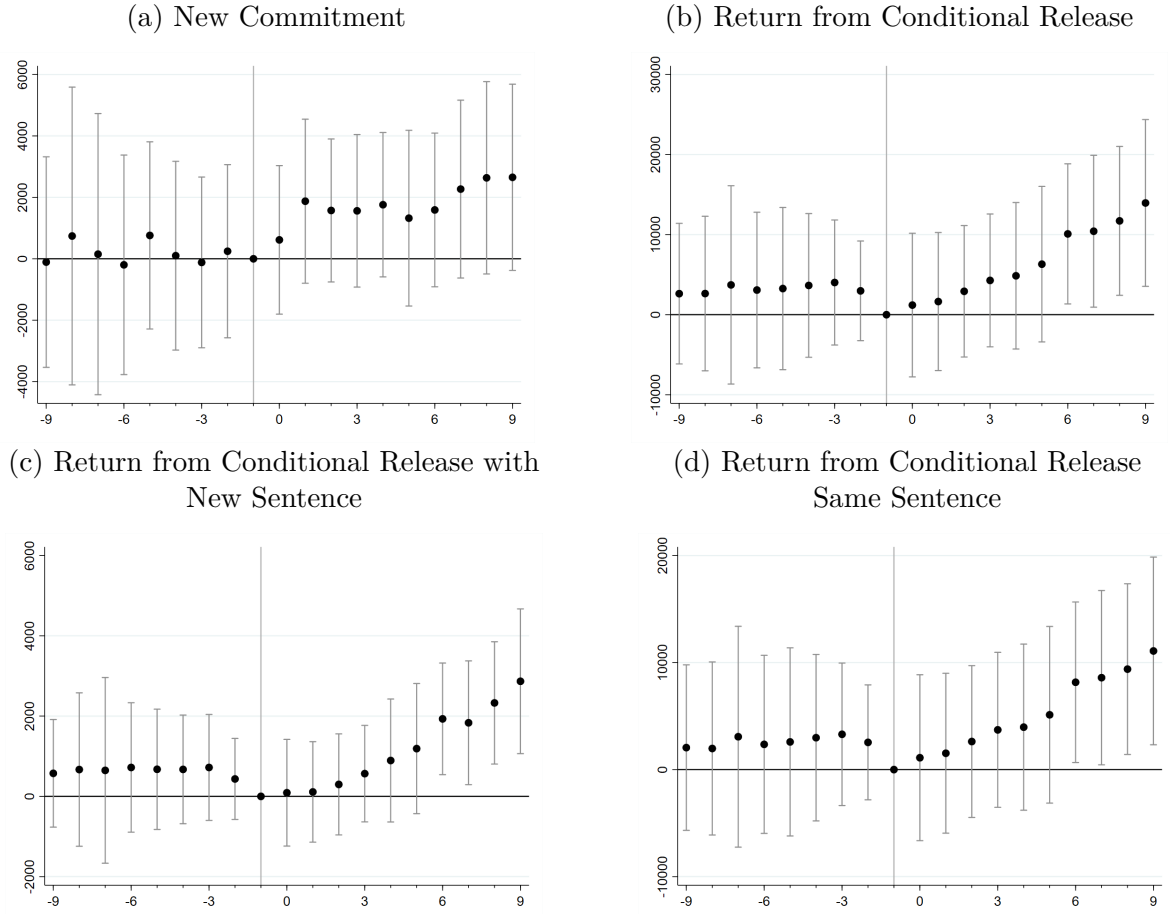 (a) New Commitment
6000
4000
2000
0
-2000
-4000
-9 -6 -3 0 3 6 9
(b) Return from Conditional Release
30000
20000
10000
0
-10000
-9 -6 -3 0 3 6 9
(c) Return from Conditional Release with
New Sentence
6000
4000
2000
0
-2000
-9 -6 -3 0 3 6 9
(d) Return from Conditional Release
Same Sentence
20000
10000
0
-10000
-9 -6 -3 0 3 6 9